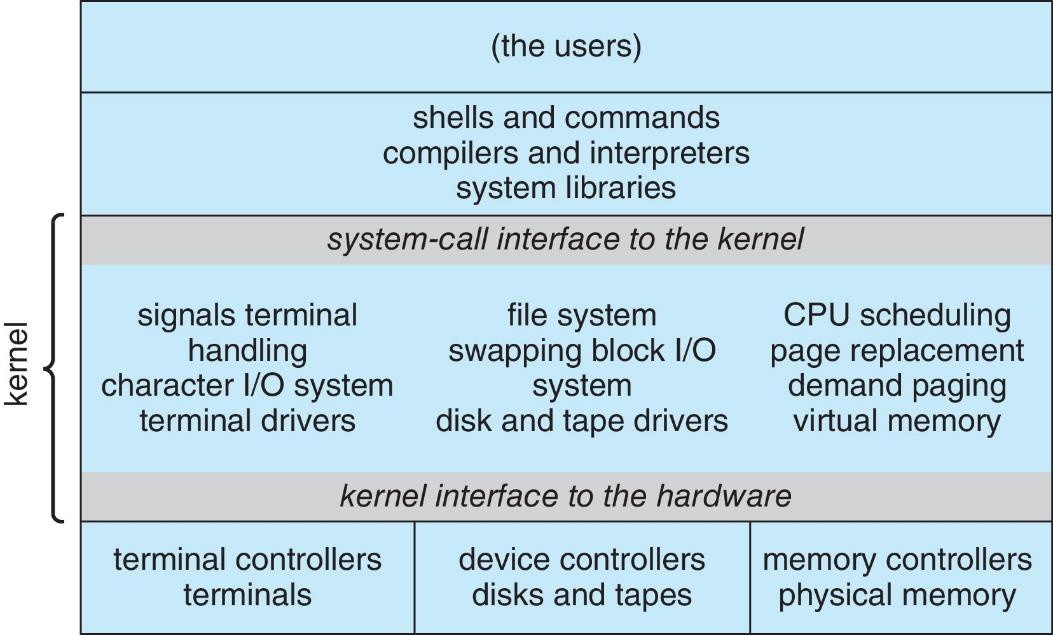 (the users)
shells and commands
compilers and interpreters
system libraries
kernel
system-call interface to the kernel
signals terminal
handling
character I/O system
terminal drivers
file system
swapping block I/O
system
disk and tape drivers
CPU scheduling
page replacement
demand paging
virtual memory
kernel interface to the hardware
terminal controllers
terminals
device controllers
disks and tapes
memory controllers
physical memory